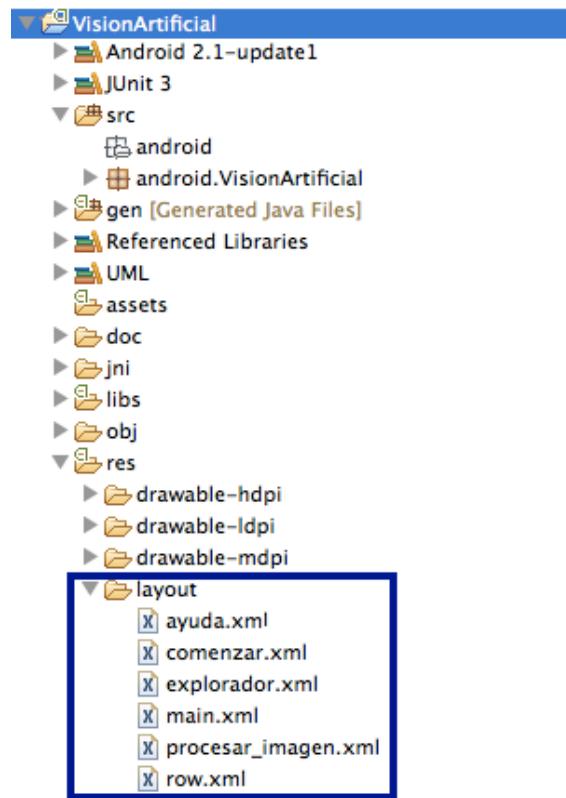 VisionArtificial
Android 2.1-update1
JUnit 3
src
android
android.VisionArtificial
gen [Generated Java Files]
Referenced Libraries
UML
assets
doc
jni
libs
obj
res
drawable-hdpi
drawable-ldpi
drawable-mdpi
layout
ayuda.xml
comenzar.xml
explorador.xml
main.xml
procesar_imagen.xml
row.xml